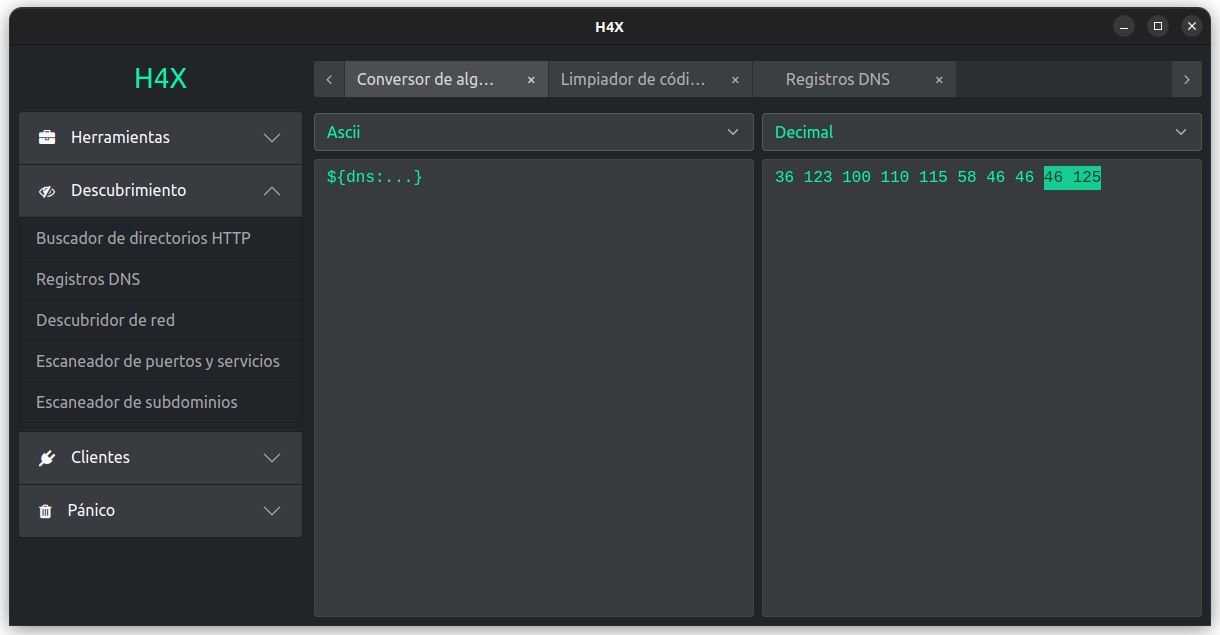 H4X
H4X
Conversor de alg... ×
Limpiador de códi... ×
Registros DNS ×
Herramientas
Descubrimiento
Buscador de directorios HTTP
Registros DNS
Descubridor de red
Escaneador de puertos y servicios
Escaneador de subdominios
Clientes
Pánico
Ascii
${dns:...}
Decimal
36 123 100 110 115 58 46 46 46 125